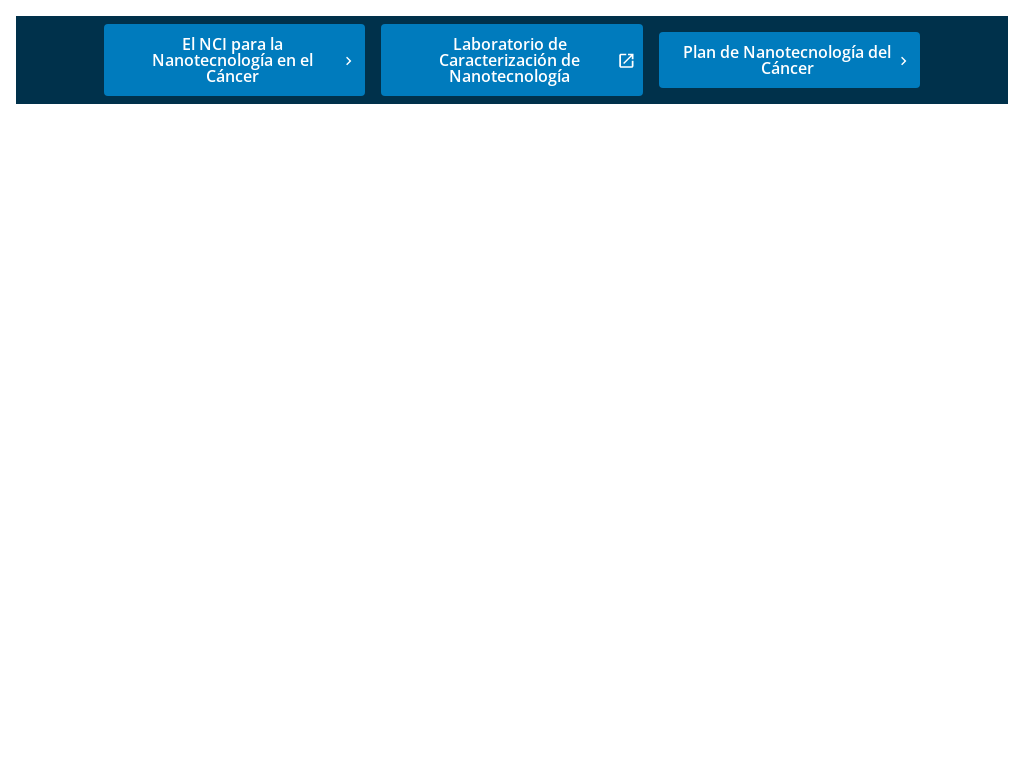 El NCI para la
Nanotecnología en el
Cáncer
Laboratorio de
Caracterización de
Nanotecnología
Plan de Nanotecnología del
Cáncer